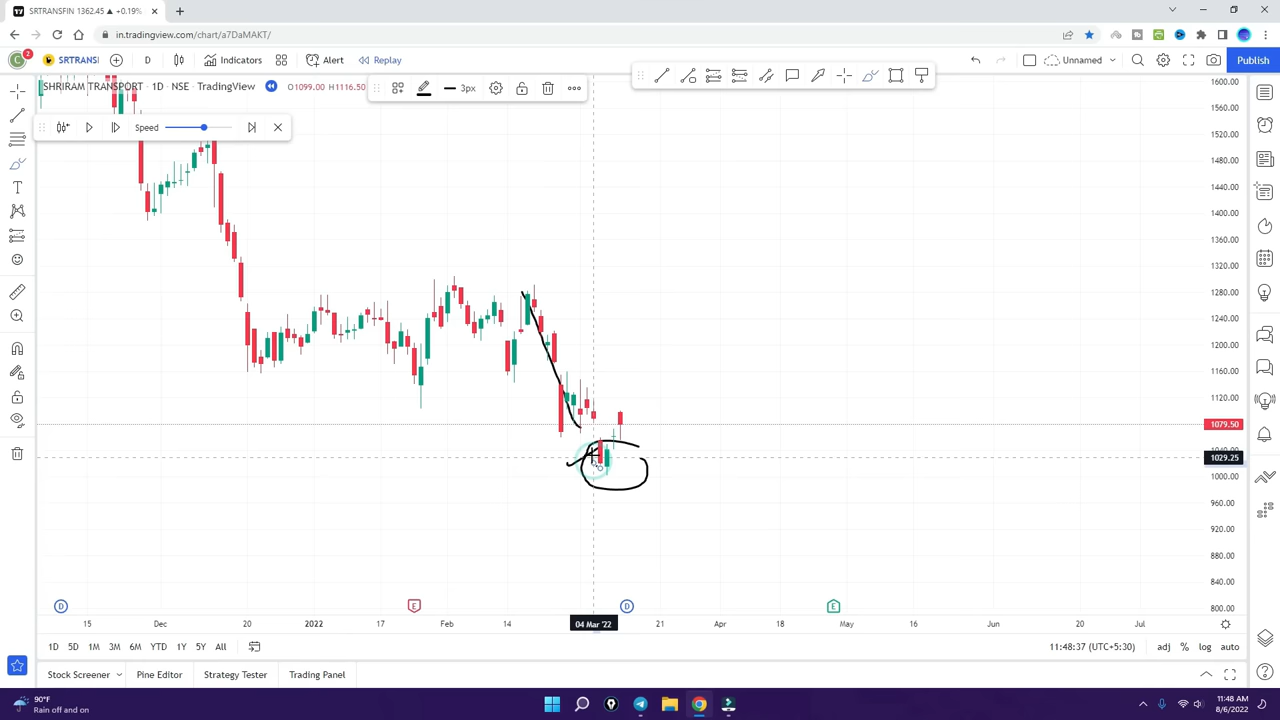 SRTRANSFIN 1362.45 ▲ +0.19%
in.tradingview.com/chart/a7DaMAKT/
C 2 SRTRANS D Indicators Alert Replay Unnamed Publish
SHRIRAM TRANSPORT · 1D · NSE · TradingView O1099.00 H1116.50 3px
Speed
1600.00
1560.00
1520.00
1480.00
1440.00
1400.00
1360.00
1320.00
1280.00
1240.00
1200.00
1160.00
1120.00
1079.50
1040.00
1029.25
1000.00
960.00
920.00
880.00
840.00
800.00
D E D E
15 Dec 20 2022 17 Feb 14 04 Mar '22 21 Apr 18 May 16 Jun 20 Jul
1D 5D 1M 3M 6M YTD 1Y 5Y All 11:48:37 (UTC+5:30) adj % log auto
Stock Screener Pine Editor Strategy Tester Trading Panel
90°F
Rain off and on
11:48 AM
8/6/2022